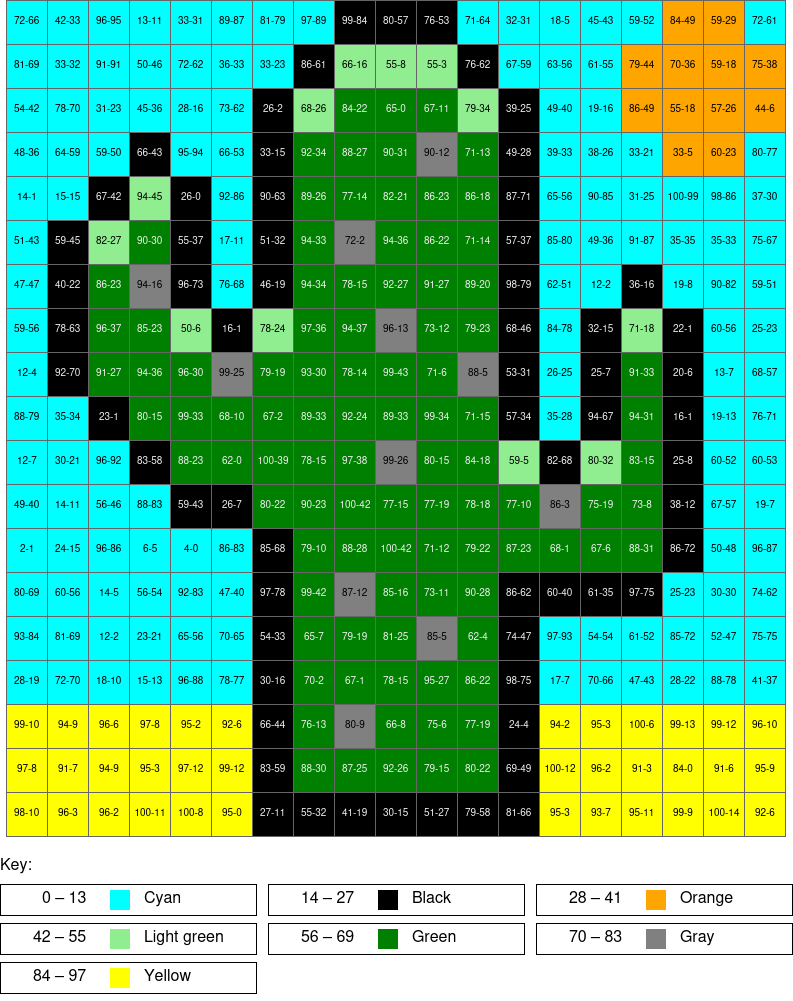 72-66 42-33 96-95 13-11 33-31 89-87 81-79 97-89 99-84 80-57 76-53 71-64 32-31 18-5 45-43 59-52 84-49 59-29 72-61
81-69 33-32 91-91 50-46 72-62 36-33 33-23 86-61 66-16 55-8 55-3 76-62 67-59 63-56 61-55 79-44 70-36 59-18 75-38
54-42 78-70 31-23 45-36 28-16 73-62 26-2 68-26 84-22 65-0 67-11 79-34 39-25 49-40 19-16 86-49 55-18 57-26 44-6
48-36 64-59 59-50 66-43 95-94 66-53 33-15 92-34 88-27 90-31 90-12 71-13 49-28 39-33 38-26 33-21 33-5 60-23 80-77
14-1 15-15 67-42 94-45 26-0 92-86 90-63 89-26 77-14 82-21 86-23 86-18 87-71 65-56 90-85 31-25 100-99 98-86 37-30
51-43 59-45 82-27 90-30 55-37 17-11 51-32 94-33 72-2 94-36 86-22 71-14 57-37 85-80 49-36 91-87 35-35 35-33 75-67
47-47 40-22 86-23 94-16 96-73 76-68 46-19 94-34 78-15 92-27 91-27 89-20 98-79 62-51 12-2 36-16 19-8 90-82 59-51
59-56 78-63 96-37 85-23 50-6 16-1 78-24 97-36 94-37 96-13 73-12 79-23 68-46 84-78 32-15 71-18 22-1 60-56 25-23
12-4 92-70 91-27 94-36 96-30 99-25 79-19 93-30 78-14 99-43 71-6 88-5 53-31 26-25 25-7 91-33 20-6 13-7 68-57
88-79 35-34 23-1 80-15 99-33 68-10 67-2 89-33 92-24 89-33 99-34 71-15 57-34 35-28 94-67 94-31 16-1 19-13 76-71
12-7 30-21 96-92 83-58 88-23 62-0 100-39 78-15 97-38 99-26 80-15 84-18 59-5 82-68 80-32 83-15 25-8 60-52 60-53
49-40 14-11 56-46 88-83 59-43 26-7 80-22 90-23 100-42 77-15 77-19 78-18 77-10 86-3 75-19 73-8 38-12 67-57 19-7
2-1 24-15 96-86 6-5 4-0 86-83 85-68 79-10 88-28 100-42 71-12 79-22 87-23 68-1 67-6 88-31 86-72 50-48 96-87
80-69 60-56 14-5 56-54 92-83 47-40 97-78 99-42 87-12 85-16 73-11 90-28 86-62 60-40 61-35 97-75 25-23 30-30 74-62
93-84 81-69 12-2 23-21 65-56 70-65 54-33 65-7 79-19 81-25 85-5 62-4 74-47 97-93 54-54 61-52 85-72 52-47 75-75
28-19 72-70 18-10 15-13 96-88 78-77 30-16 70-2 67-1 78-15 95-27 86-22 98-75 17-7 70-66 47-43 28-22 88-78 41-37
99-10 94-9 96-6 97-8 95-2 92-6 66-44 76-13 80-9 66-8 75-6 77-19 24-4 94-2 95-3 100-6 99-13 99-12 96-10
97-8 91-7 94-9 95-3 97-12 99-12 83-59 88-30 87-25 92-26 79-15 80-22 69-49 100-12 96-2 91-3 84-0 91-6 95-9
98-10 96-3 96-2 100-11 100-8 95-0 27-11 55-32 41-19 30-15 51-27 79-58 81-66 95-3 93-7 95-11 99-9 100-14 92-6
Key:
0 – 13 Cyan 14 – 27 Black 28 – 41 Orange
42 – 55 Light green 56 – 69 Green 70 – 83 Gray
84 – 97 Yellow